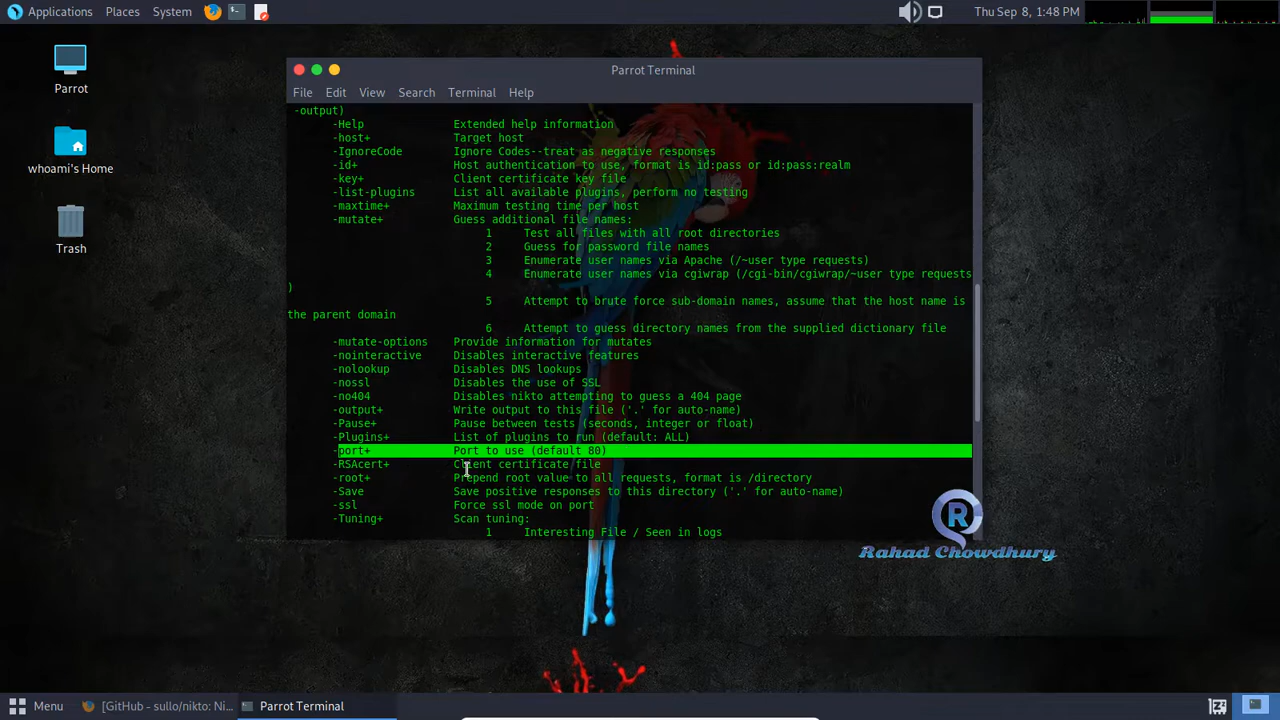 Applications Places System Thu Sep 8, 1:48 PM
Parrot
whoami's Home
Trash
Parrot Terminal
File Edit View Search Terminal Help
-output)
-Help Extended help information
-host+ Target host
-IgnoreCode Ignore Codes--treat as negative responses
-id+ Host authentication to use, format is id:pass or id:pass:realm
-key+ Client certificate key file
-list-plugins List all available plugins, perform no testing
-maxtime+ Maximum testing time per host
-mutate+ Guess additional file names:
1 Test all files with all root directories
2 Guess for password file names
3 Enumerate user names via Apache (/~user type requests)
4 Enumerate user names via cgiwrap (/cgi-bin/cgiwrap/~user type requests
)
5 Attempt to brute force sub-domain names, assume that the host name is
the parent domain
6 Attempt to guess directory names from the supplied dictionary file
-mutate-options Provide information for mutates
-nointeractive Disables interactive features
-nolookup Disables DNS lookups
-nossl Disables the use of SSL
-no404 Disables nikto attempting to guess a 404 page
-output+ Write output to this file ('.' for auto-name)
-Pause+ Pause between tests (seconds, integer or float)
-Plugins+ List of plugins to run (default: ALL)
-port+ Port to use (default 80)
-RSAcert+ Client certificate file
-root+ Prepend root value to all requests, format is /directory
-Save Save positive responses to this directory ('.' for auto-name)
-ssl Force ssl mode on port
-Tuning+ Scan tuning:
1 Interesting File / Seen in logs
R
Rahad Chowdhury
Menu [GitHub - sullo/nikto: Ni... Parrot Terminal